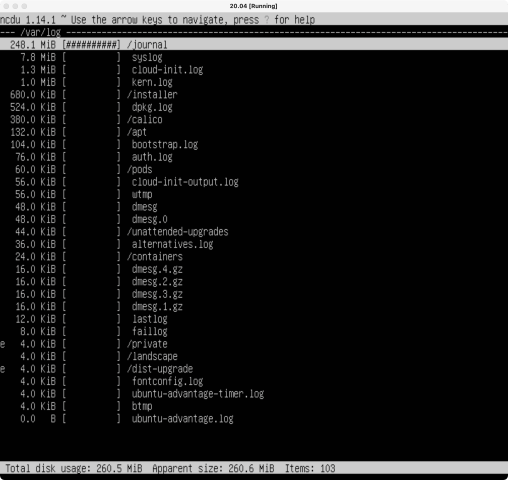 20.04 [Running]
ncdu 1.14.1 ~ Use the arrow keys to navigate, press ? for help
--- /var/log ---
248.1 MiB [##########] /journal
7.8 MiB [          ]  syslog
1.3 MiB [          ]  cloud-init.log
1.0 MiB [          ]  kern.log
680.0 KiB [          ] /installer
524.0 KiB [          ]  dpkg.log
380.0 KiB [          ] /calico
132.0 KiB [          ] /apt
104.0 KiB [          ]  bootstrap.log
76.0 KiB [          ]  auth.log
60.0 KiB [          ] /pods
56.0 KiB [          ]  cloud-init-output.log
56.0 KiB [          ]  wtmp
48.0 KiB [          ]  dmesg
48.0 KiB [          ]  dmesg.0
44.0 KiB [          ] /unattended-upgrades
36.0 KiB [          ]  alternatives.log
24.0 KiB [          ] /containers
16.0 KiB [          ]  dmesg.4.gz
16.0 KiB [          ]  dmesg.2.gz
16.0 KiB [          ]  dmesg.3.gz
16.0 KiB [          ]  dmesg.1.gz
12.0 KiB [          ]  lastlog
8.0 KiB [          ]  faillog
e 4.0 KiB [          ] /private
4.0 KiB [          ] /landscape
e 4.0 KiB [          ] /dist-upgrade
4.0 KiB [          ]  fontconfig.log
4.0 KiB [          ]  ubuntu-advantage-timer.log
4.0 KiB [          ]  btmp
0.0 B [          ]  ubuntu-advantage.log
Total disk usage: 260.5 MiB Apparent size: 260.6 MiB Items: 103